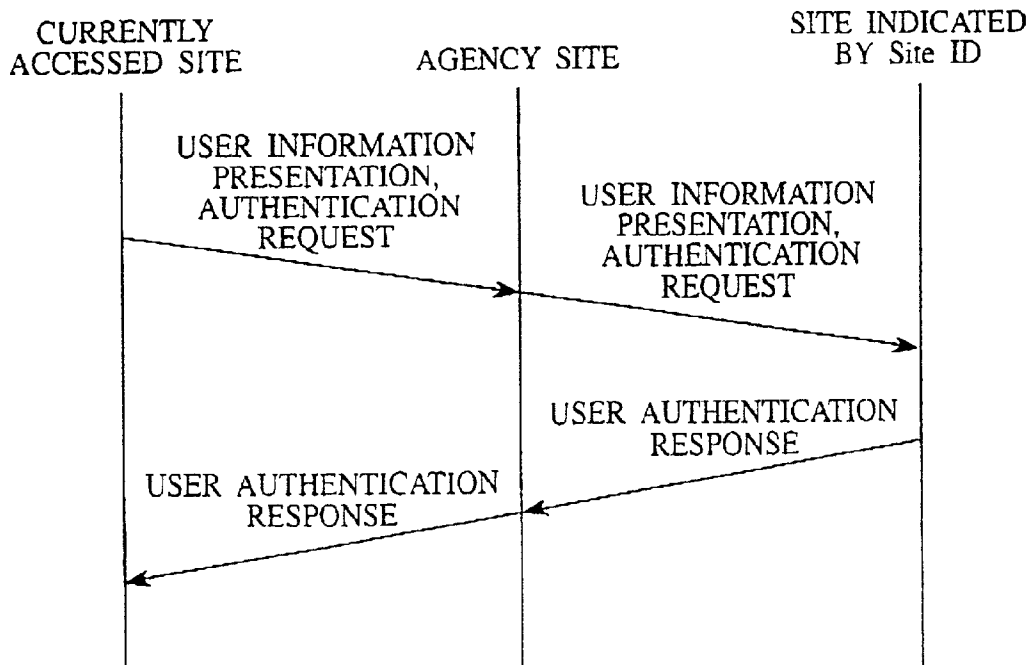 CURRENTLY
ACCESSED SITE
AGENCY SITE
SITE INDICATED
BY Site ID
USER INFORMATION
PRESENTATION,
AUTHENTICATION
REQUEST
USER INFORMATION
PRESENTATION,
AUTHENTICATION
REQUEST
USER AUTHENTICATION
RESPONSE
USER AUTHENTICATION
RESPONSE